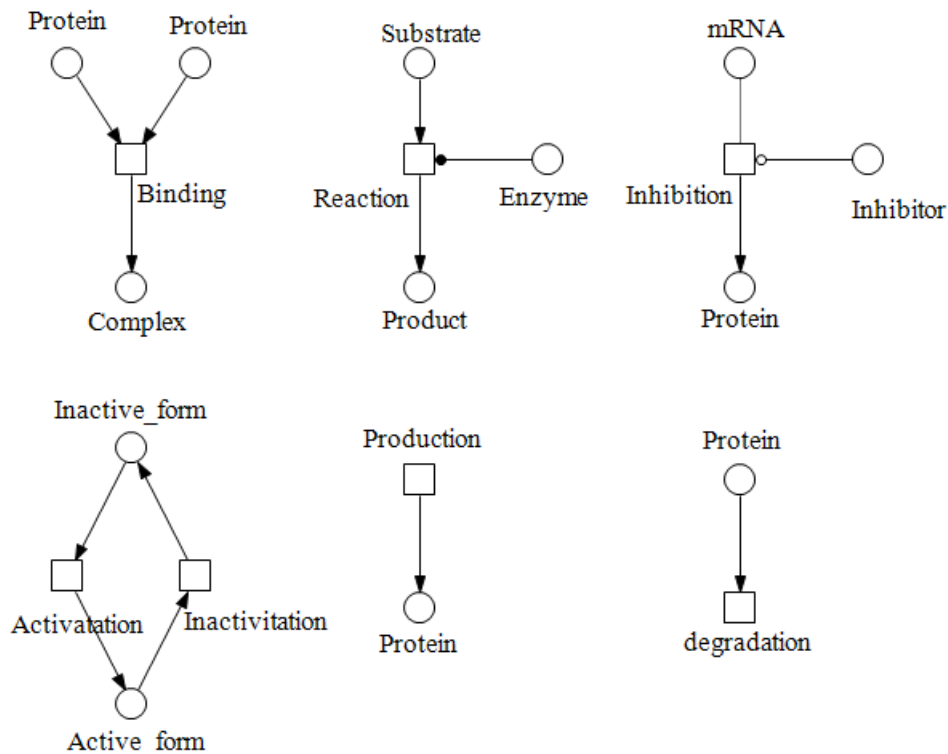 Protein
Protein
Substrate
mRNA
Binding
Reaction
Enzyme
Inhibition
Inhibitor
Complex
Product
Protein
Inactive_form
Production
Protein
Activatation
Inactivitation
Protein
degradation
Active_form